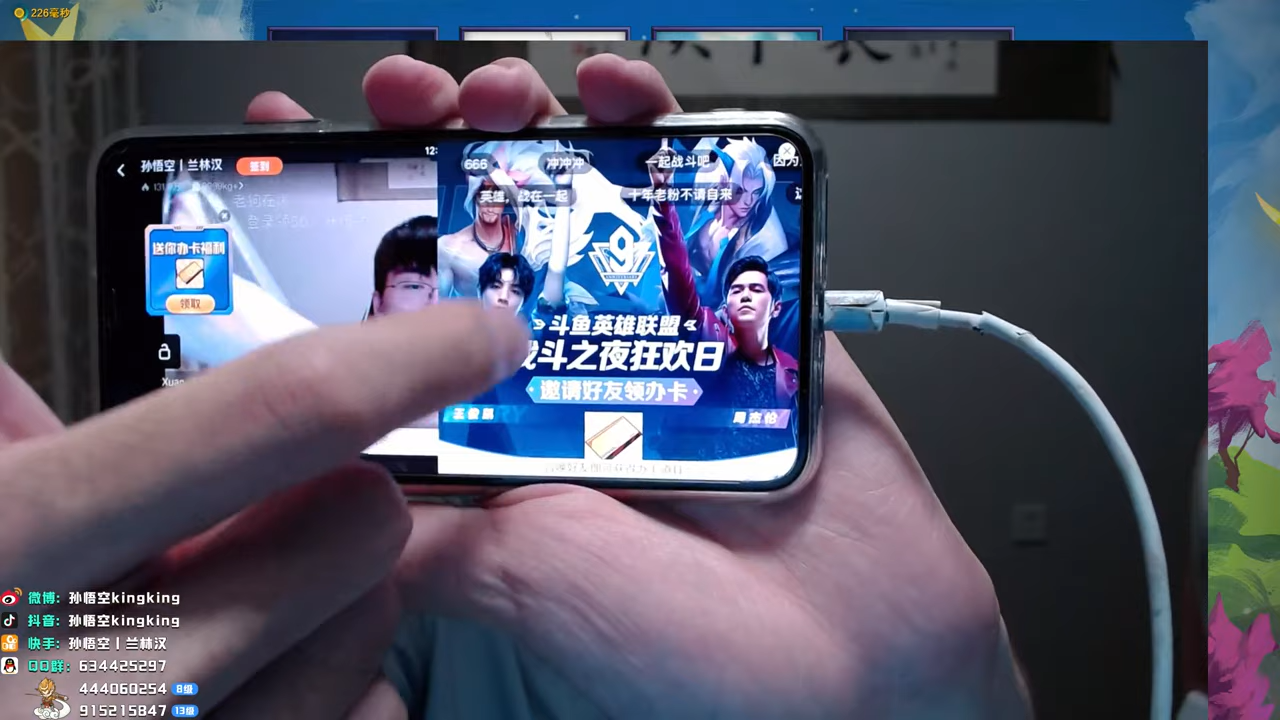 226毫秒
12:
孙悟空 | 兰林汉
签到
送你办卡福利
领取
666
冲冲冲
一起战斗吧
因为
英雄，战在一起
十年老粉不请自来
9
斗鱼英雄联盟
战斗之夜狂欢日
邀请好友领办卡
王俊凯
周杰伦
Xuan
微博: 孙悟空kingking
抖音: 孙悟空kingking
快手: 孙悟空 | 兰林汉
QQ群: 634425297
444060254 8级
915215847 13级